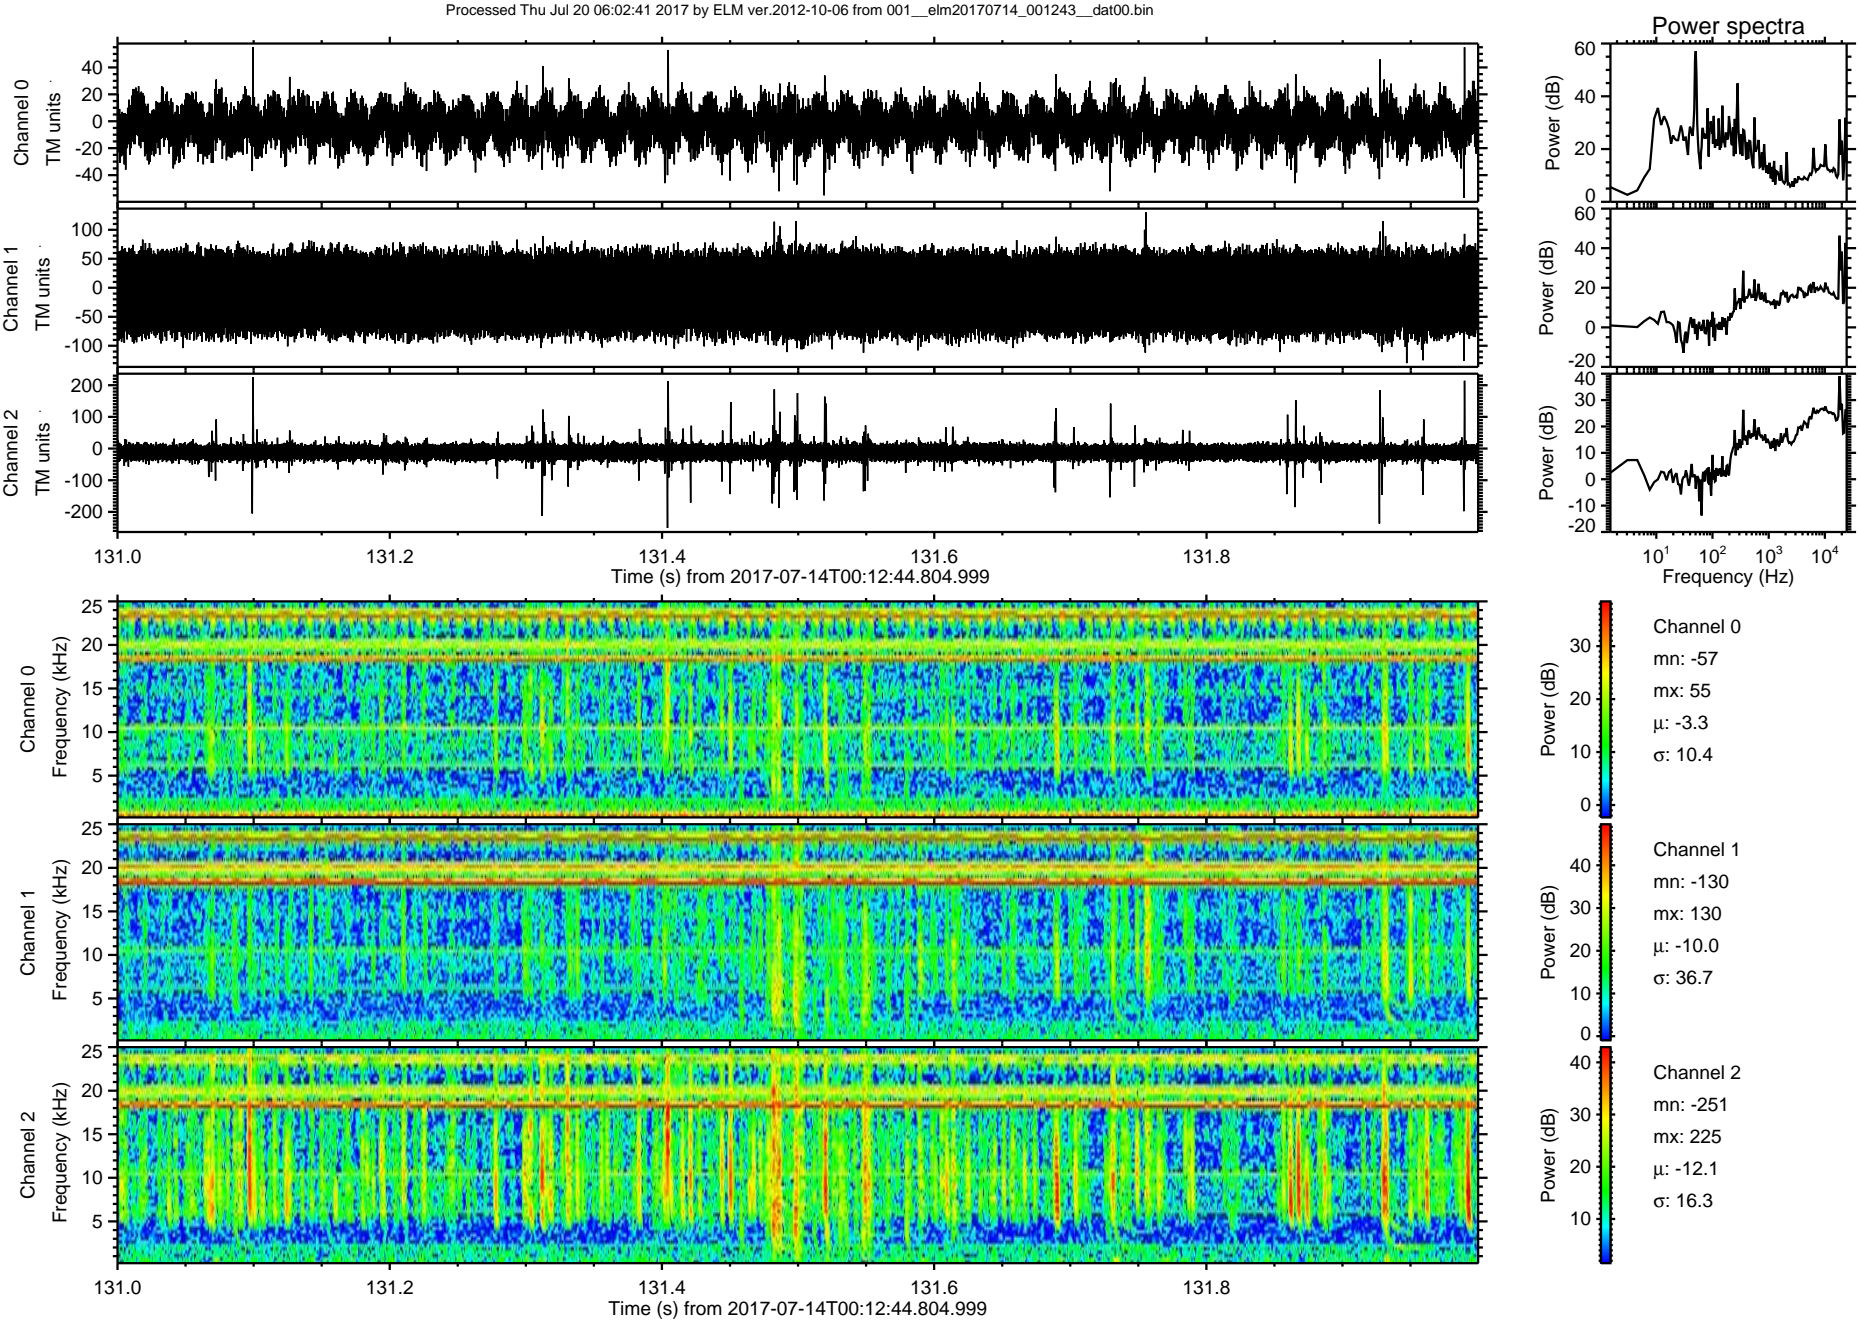 Processed Thu Jul 20 06:02:41 2017 by ELM ver.2012-10-06 from 001__elm20170714_001243__dat00.bin
Power spectra
Channel 0
TM units
40
20
0
-20
-40
Power (dB)
60
40
20
0
Channel 1
TM units
100
50
0
-50
-100
Power (dB)
60
40
20
0
-20
Channel 2
TM units
200
100
0
-100
-200
Power (dB)
40
30
20
10
0
-10
-20
131.0 131.2 131.4 131.6 131.8
Time (s) from 2017-07-14T00:12:44.804.999
10^1 10^2 10^3 10^4
Frequency (Hz)
Channel 0
Frequency (kHz)
25
20
15
10
5
Power (dB)
30
20
10
0
Channel 0
mn: -57
mx: 55
μ: -3.3
σ: 10.4
Channel 1
Frequency (kHz)
25
20
15
10
5
Power (dB)
40
30
20
10
0
Channel 1
mn: -130
mx: 130
μ: -10.0
σ: 36.7
Channel 2
Frequency (kHz)
25
20
15
10
5
Power (dB)
40
30
20
10
Channel 2
mn: -251
mx: 225
μ: -12.1
σ: 16.3
131.0 131.2 131.4 131.6 131.8
Time (s) from 2017-07-14T00:12:44.804.999